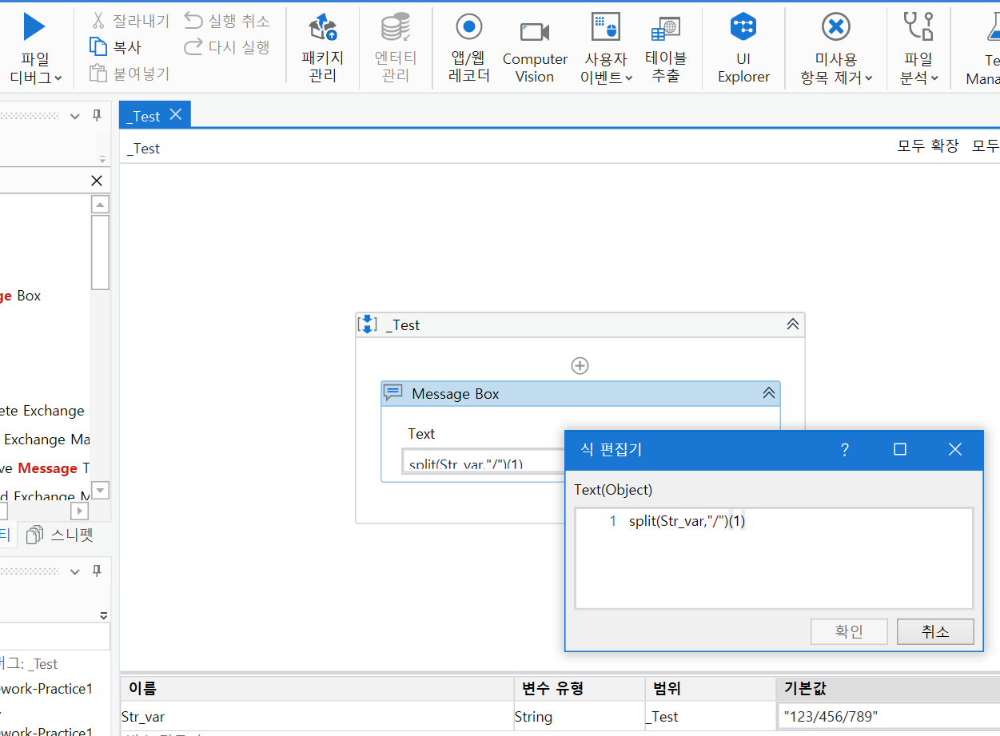 파일
디버그
잘라내기
복사
붙여넣기
실행 취소
다시 실행
패키지
관리
엔터티
관리
앱/웹
레코더
Computer
Vision
사용자
이벤트
테이블
추출
UI
Explorer
미사용
항목 제거
파일
분석
Te
Mana
_Test
_Test
모두 확장 모두
ge Box
ete Exchange
Exchange Ma
ve Message T
d Exchange M
티
스니펫
_Test
Message Box
Text
split(Str_var,"/")(1)
식 편집기
?
Text(Object)
1 split(Str_var,"/")(1)
확인 취소
버그: _Test
work-Practice1
work-Practice1
이름 변수 유형 범위 기본값
Str_var String _Test "123/456/789"